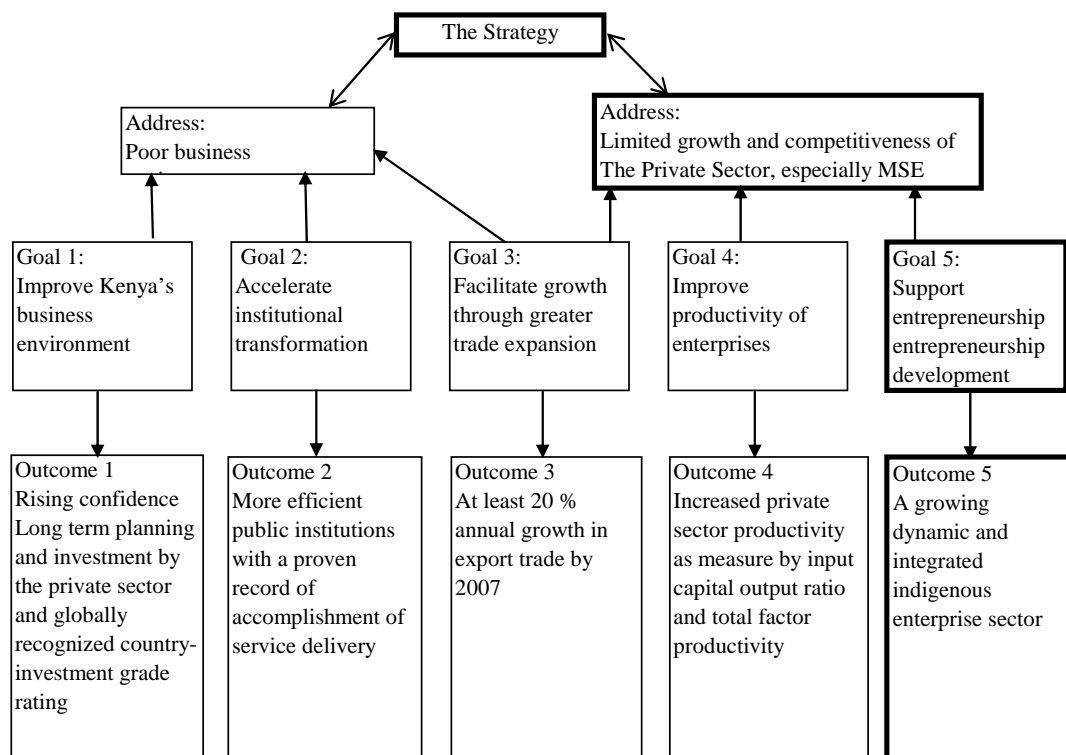 The Strategy
Address:
Poor business
Address:
Limited growth and competitiveness of
The Private Sector, especially MSE
Goal 1:
Improve Kenya's
business
environment
Goal 2:
Accelerate
institutional
transformation
Goal 3:
Facilitate growth
through greater
trade expansion
Goal 4:
Improve
productivity of
enterprises
Goal 5:
Support
entrepreneurship
entrepreneurship
development
Outcome 1
Rising confidence
Long term planning
and investment by
the private sector
and globally
recognized country-
investment grade
rating
Outcome 2
More efficient
public institutions
with a proven
record of
accomplishment of
service delivery
Outcome 3
At least 20 %
annual growth in
export trade by
2007
Outcome 4
Increased private
sector productivity
as measure by input
capital output ratio
and total factor
productivity
Outcome 5
A growing
dynamic and
integrated
indigenous
enterprise sector